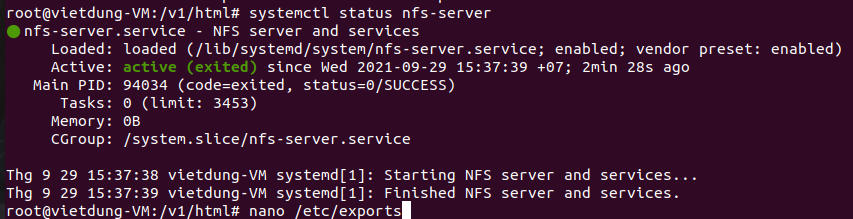 root@vietdung-VM:/v1/html# systemctl status nfs-server
● nfs-server.service - NFS server and services
Loaded: loaded (/lib/systemd/system/nfs-server.service; enabled; vendor preset: enabled)
Active: active (exited) since Wed 2021-09-29 15:37:39 +07; 2min 28s ago
Main PID: 94034 (code=exited, status=0/SUCCESS)
Tasks: 0 (limit: 3453)
Memory: 0B
CGroup: /system.slice/nfs-server.service
Thg 9 29 15:37:38 vietdung-VM systemd[1]: Starting NFS server and services...
Thg 9 29 15:37:39 vietdung-VM systemd[1]: Finished NFS server and services.
root@vietdung-VM:/v1/html# nano /etc/exports